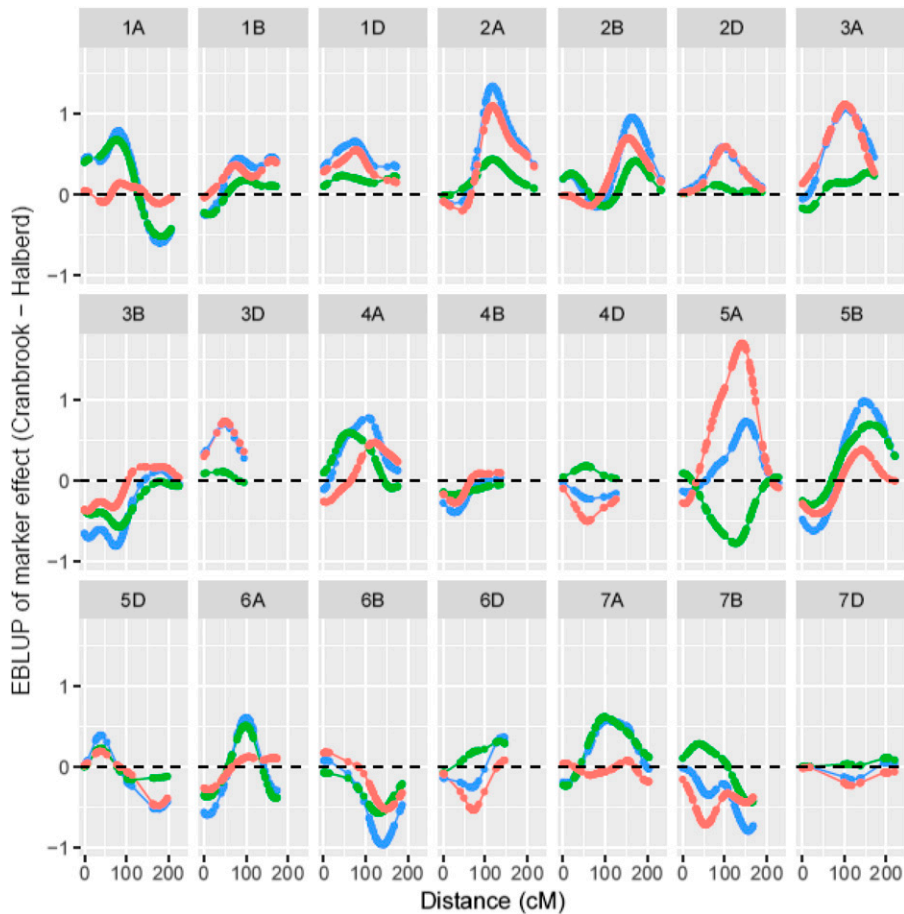 1A 1B 1D 2A 2B 2D 3A
1
0
−1
3B 3D 4A 4B 4D 5A 5B
1
0
−1
5D 6A 6B 6D 7A 7B 7D
1
0
−1
0 100 200 0 100 200 0 100 200 0 100 200 0 100 200 0 100 200 0 100 200
Distance (cM)
EBLUP of marker effect (Cranbrook − Halberd)